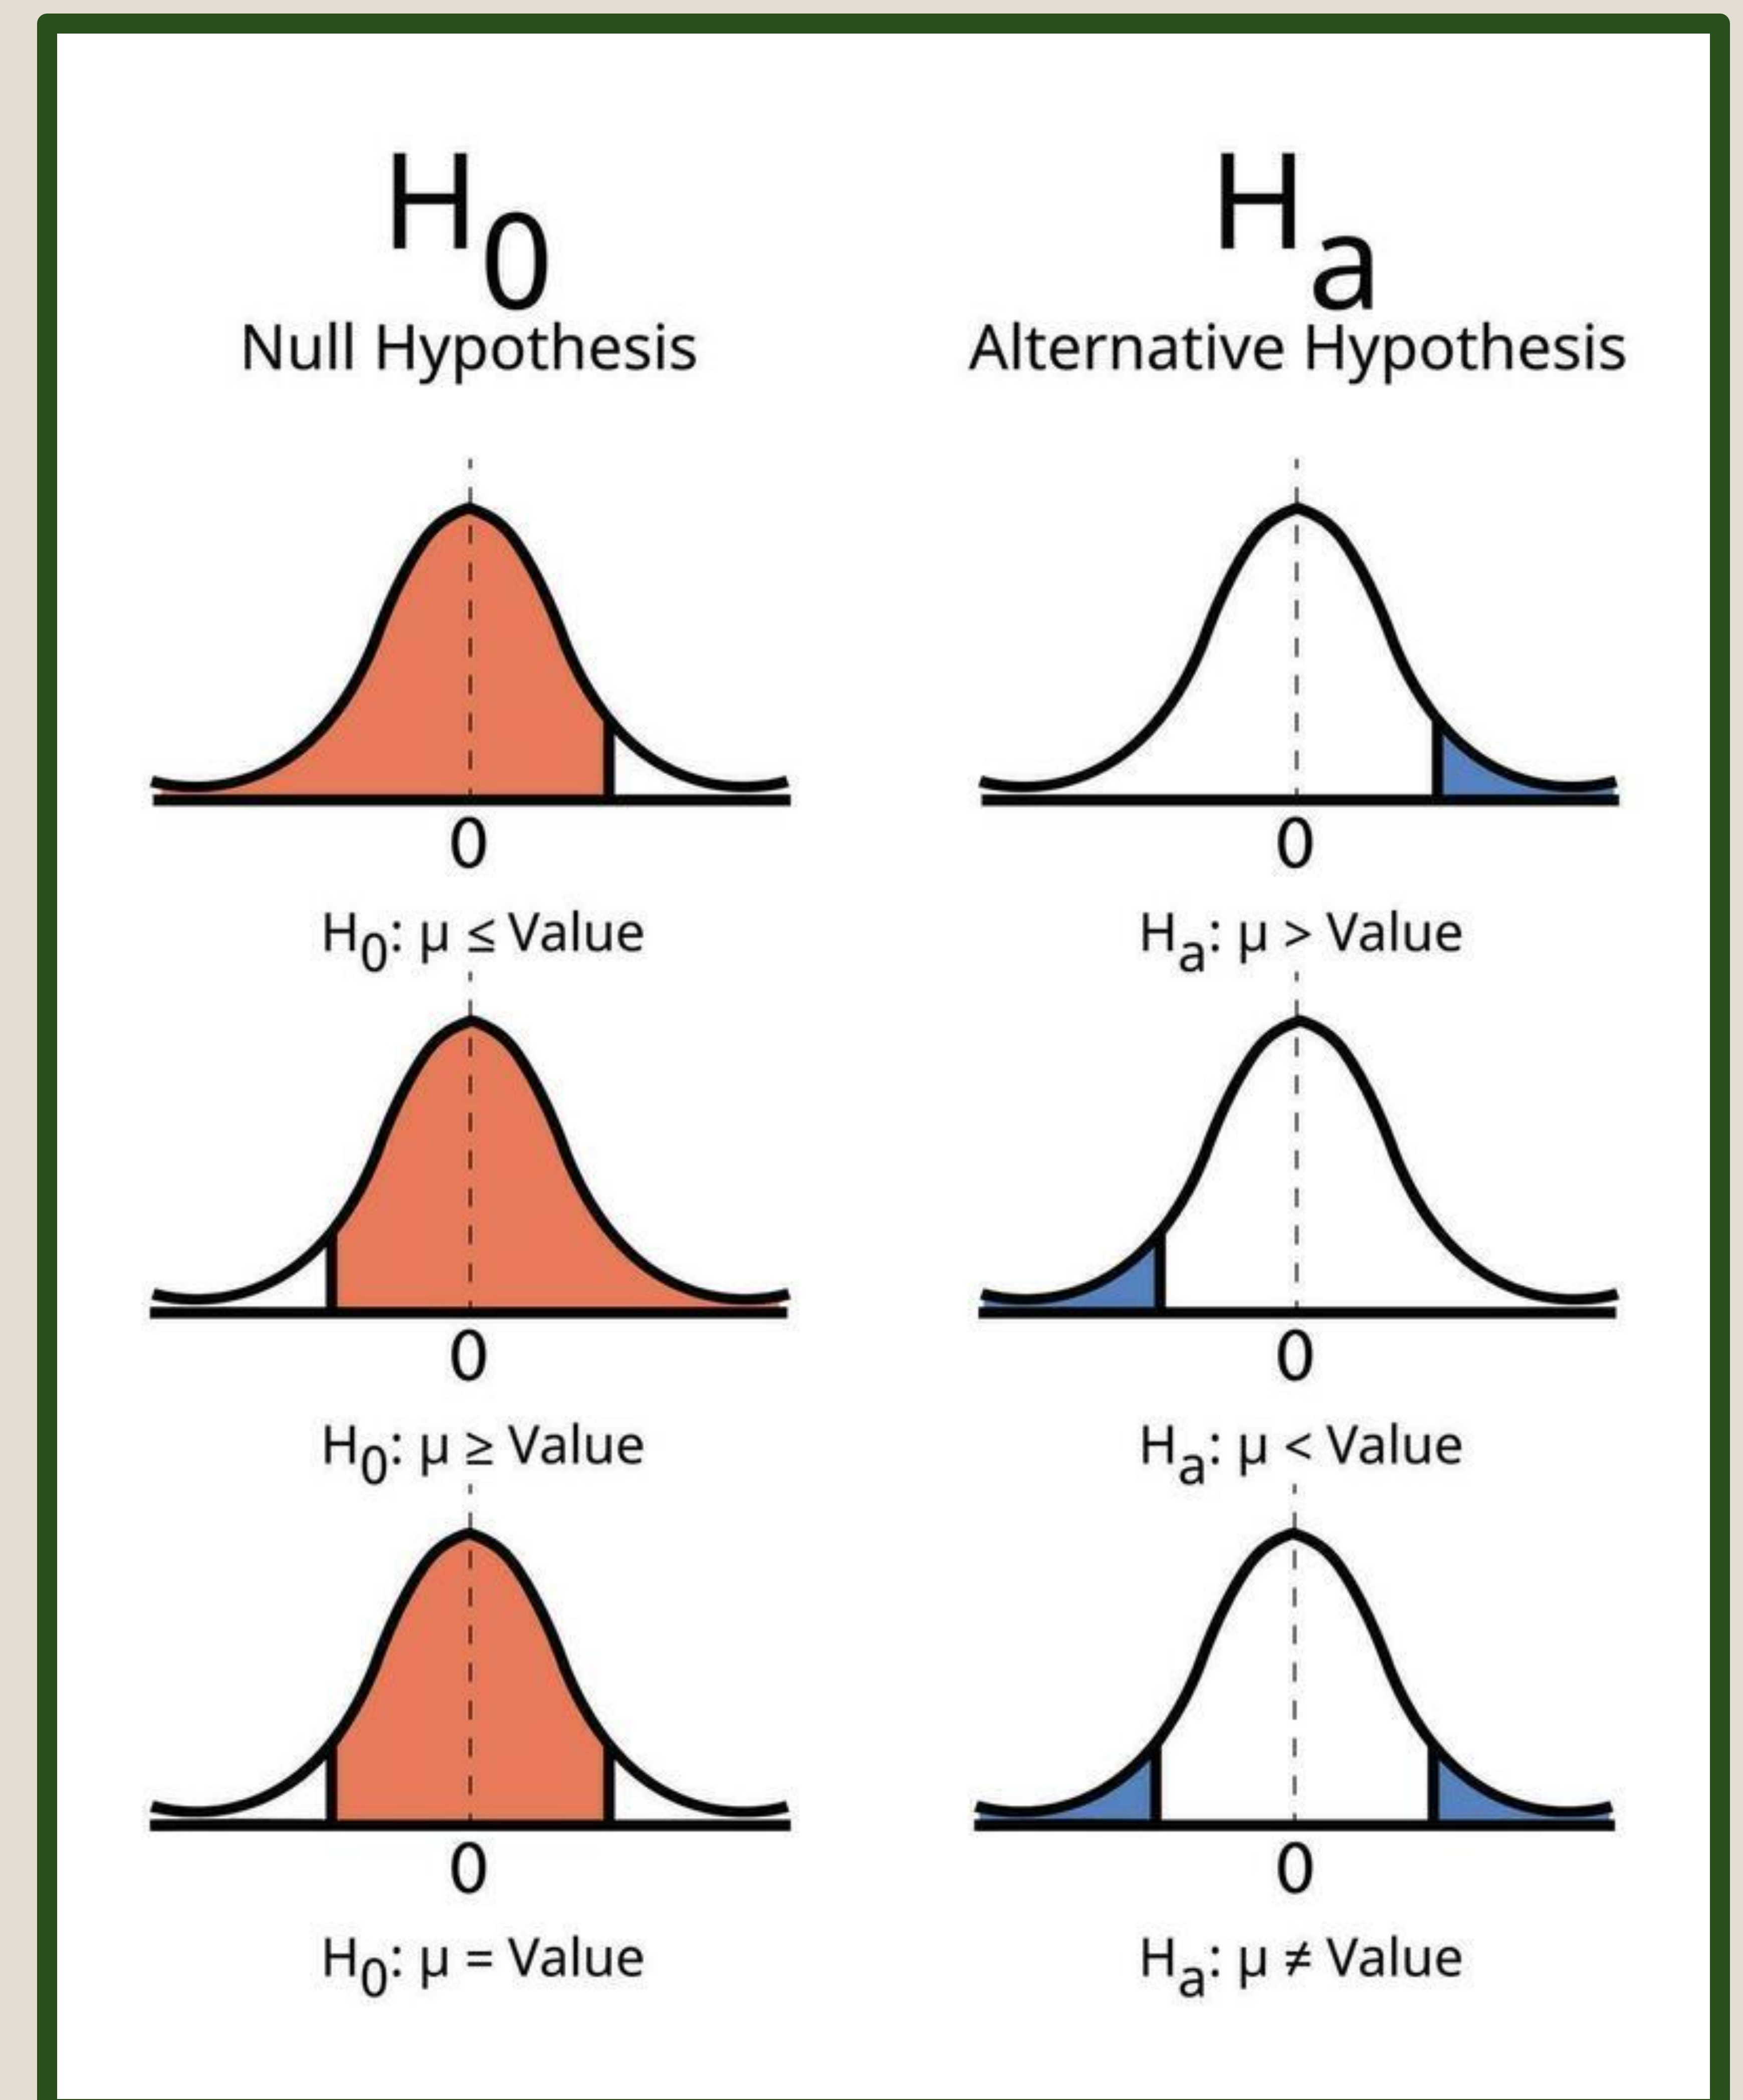 H0
Null Hypothesis
Ha
Alternative Hypothesis
0
0
H0: μ ≤ Value
Ha: μ > Value
0
0
H0: μ ≥ Value
Ha: μ < Value
0
0
H0: μ = Value
Ha: μ ≠ Value